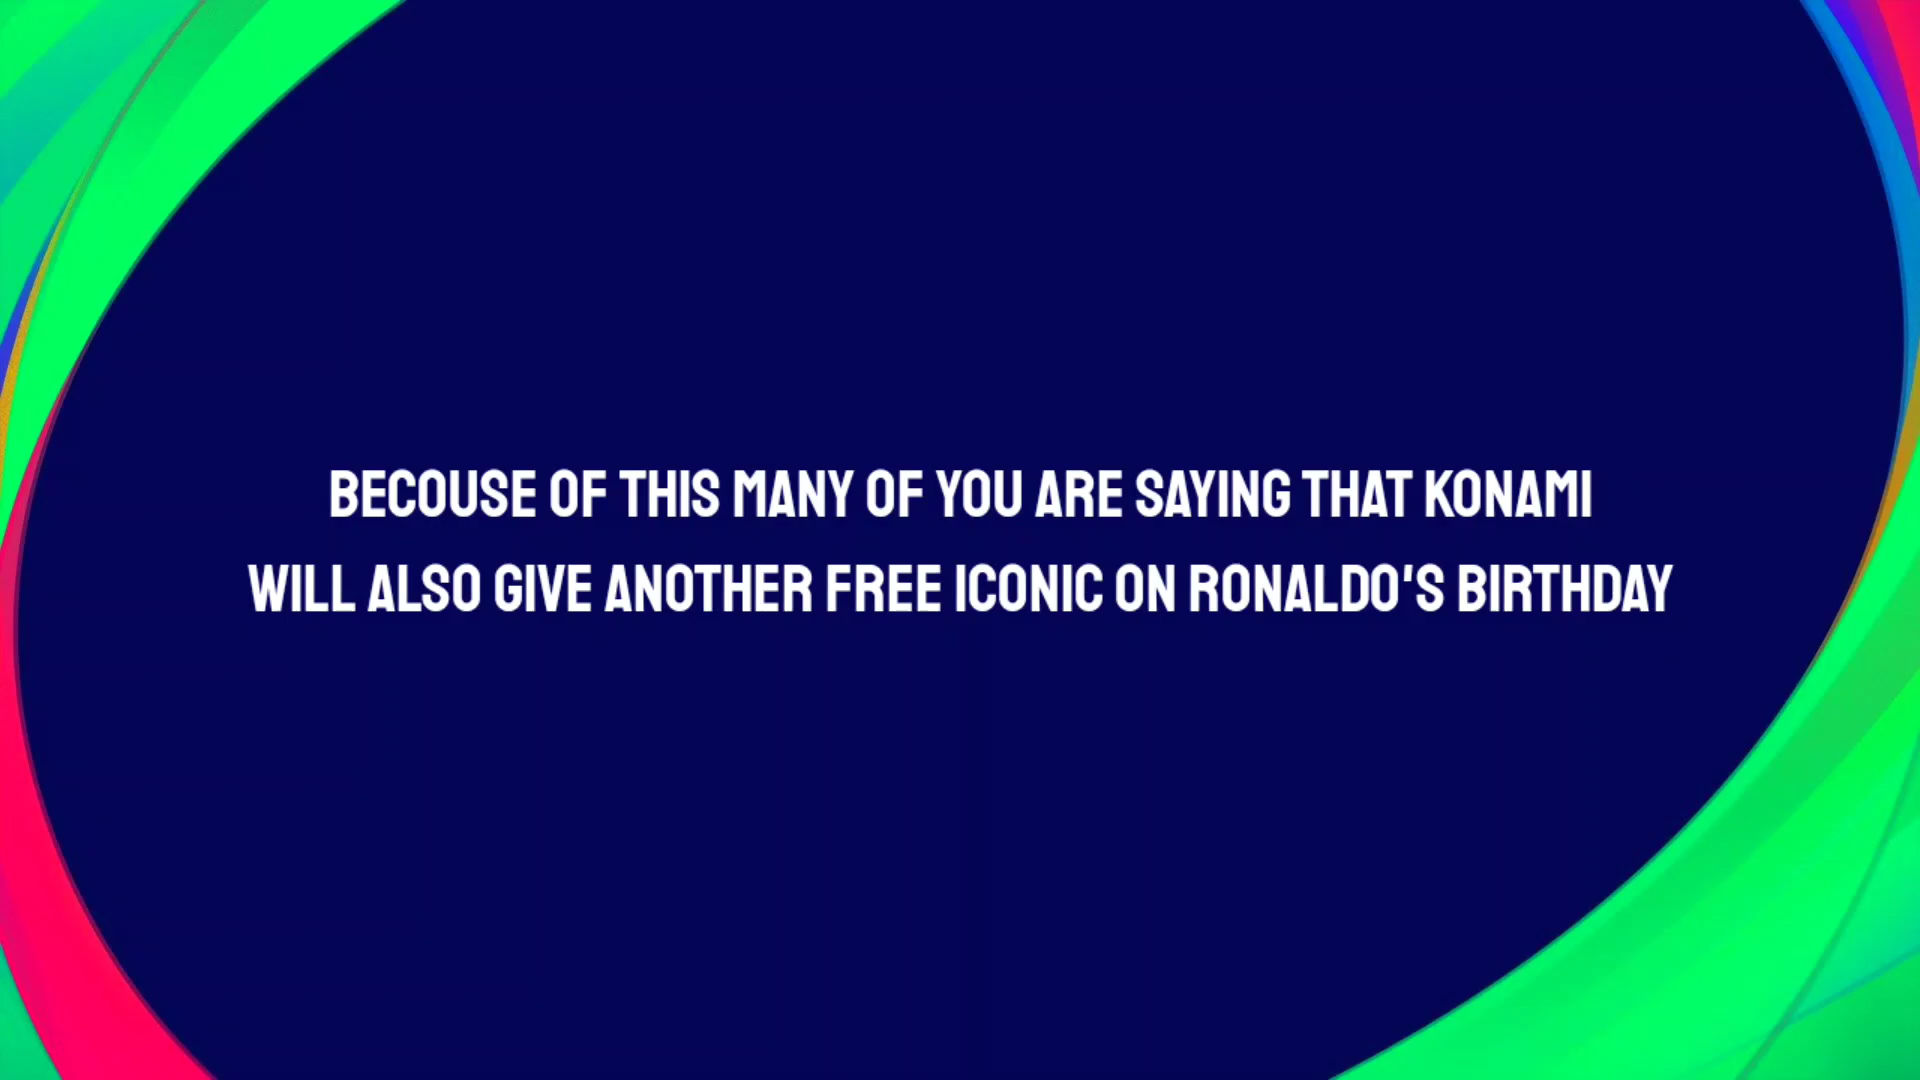 BECOUSE OF THIS MANY OF YOU ARE SAYING THAT KONAMI
WILL ALSO GIVE ANOTHER FREE ICONIC ON RONALDO'S BIRTHDAY